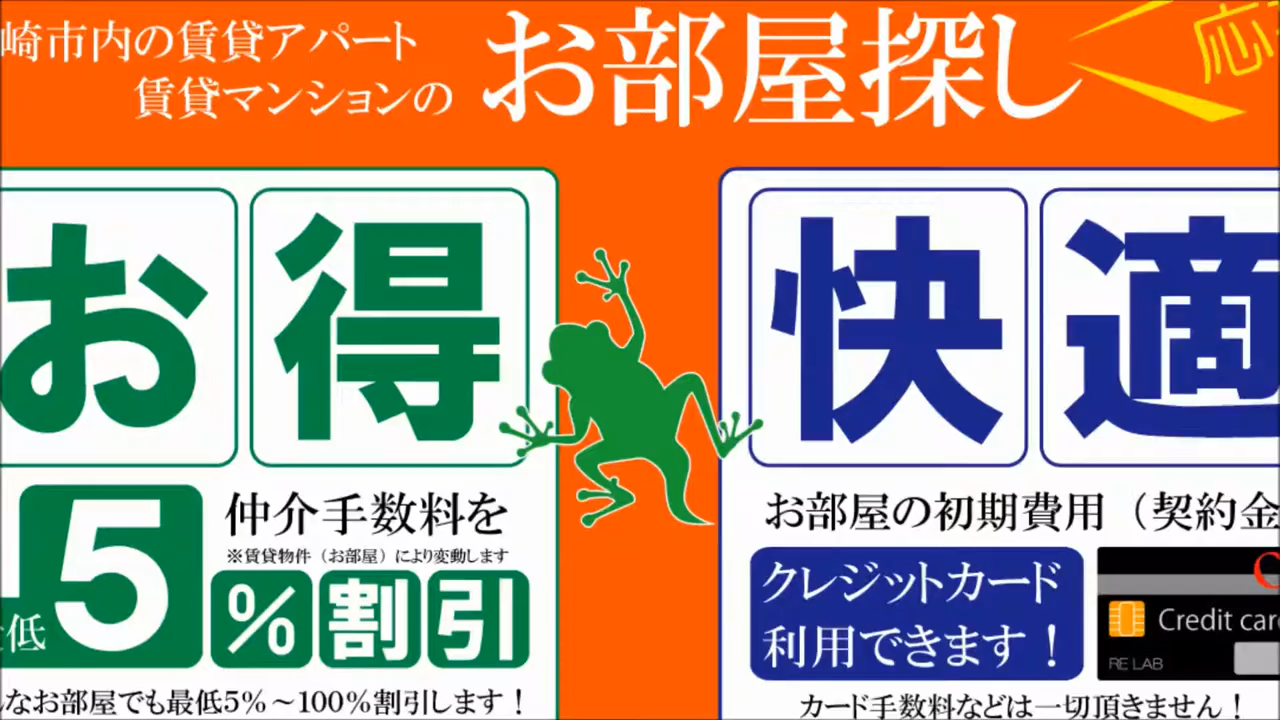 崎市内の賃貸アパート
賃貸マンションの
お部屋探し
応
お得
快適
低5
仲介手数料を
※賃貸物件（お部屋）により変動します
%割引
なお部屋でも最低5%～100%割引します！
お部屋の初期費用（契約金
クレジットカード
利用できます！
Credit car
RE LAB
カード手数料などは一切頂きません！